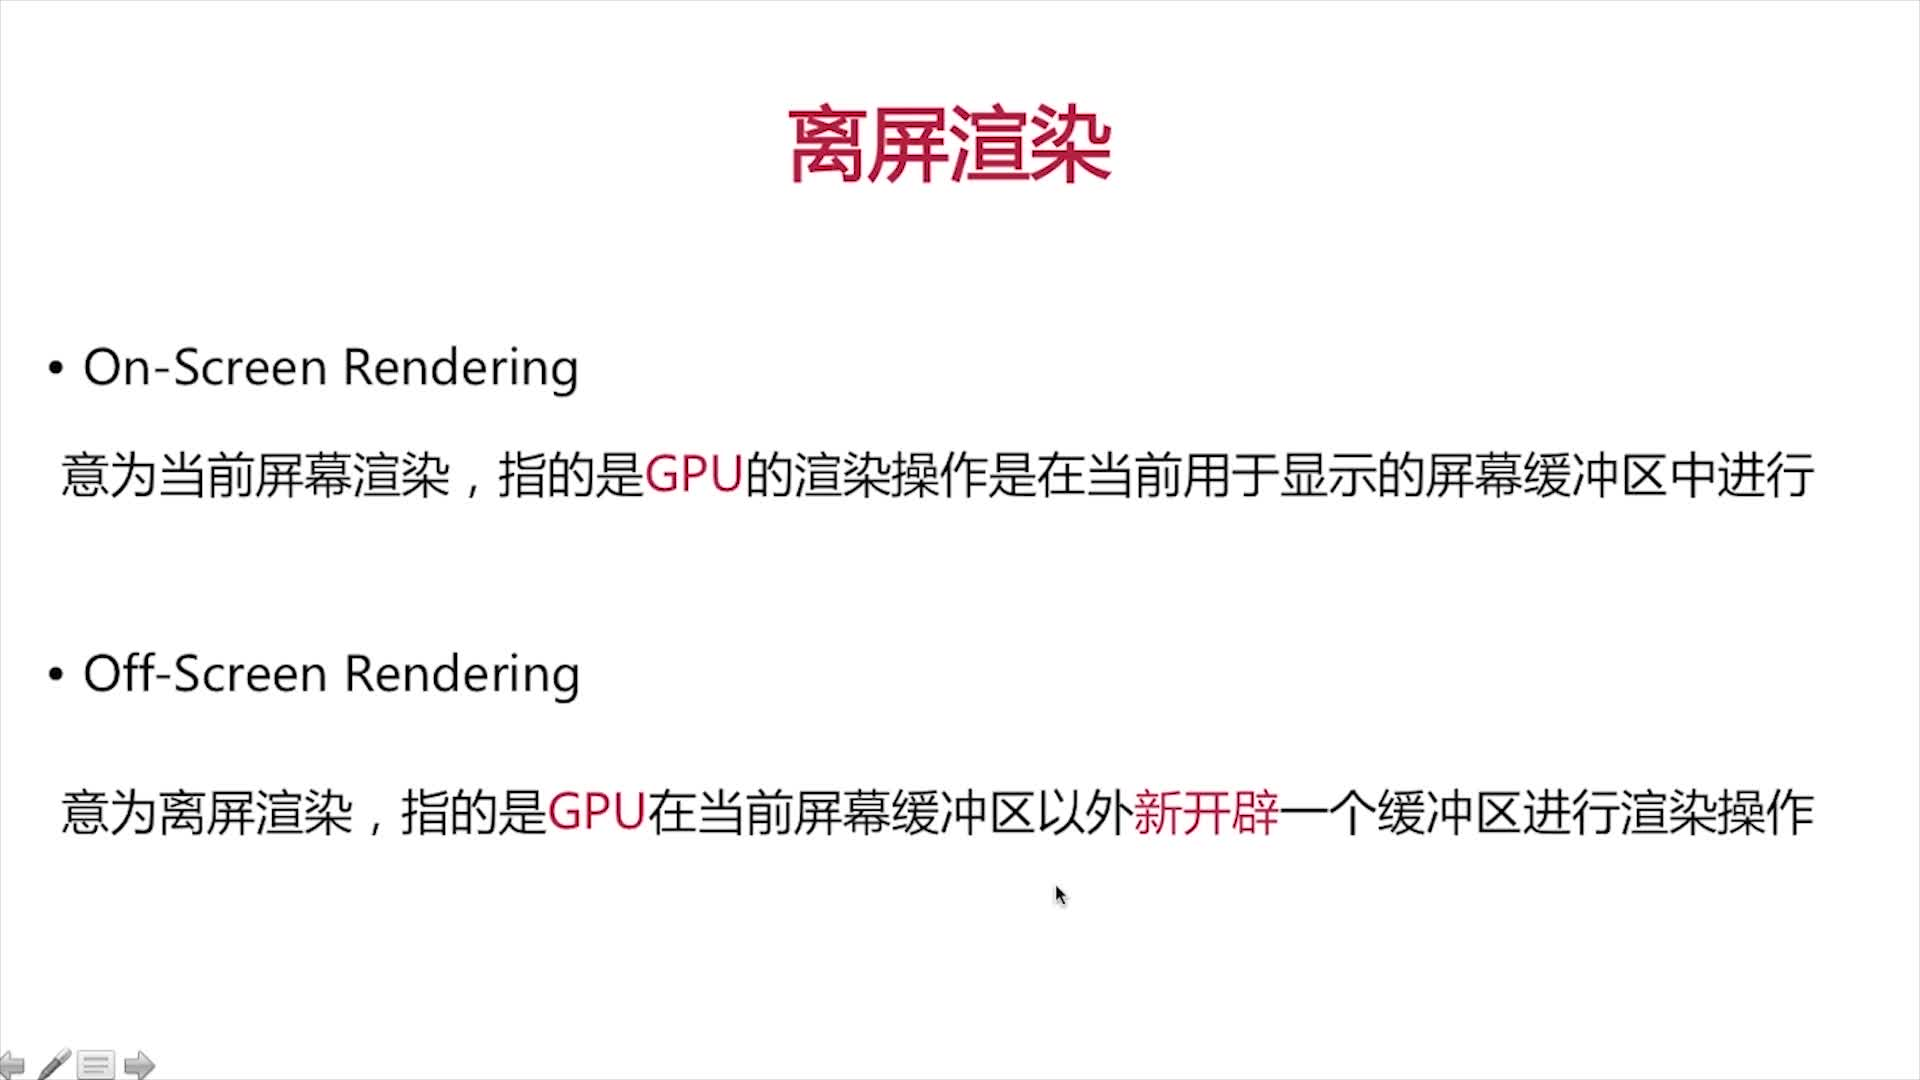 离屏渲染
• On-Screen Rendering
意为当前屏幕渲染，指的是GPU的渲染操作是在当前用于显示的屏幕缓冲区中进行
• Off-Screen Rendering
意为离屏渲染，指的是GPU在当前屏幕缓冲区以外新开辟一个缓冲区进行渲染操作